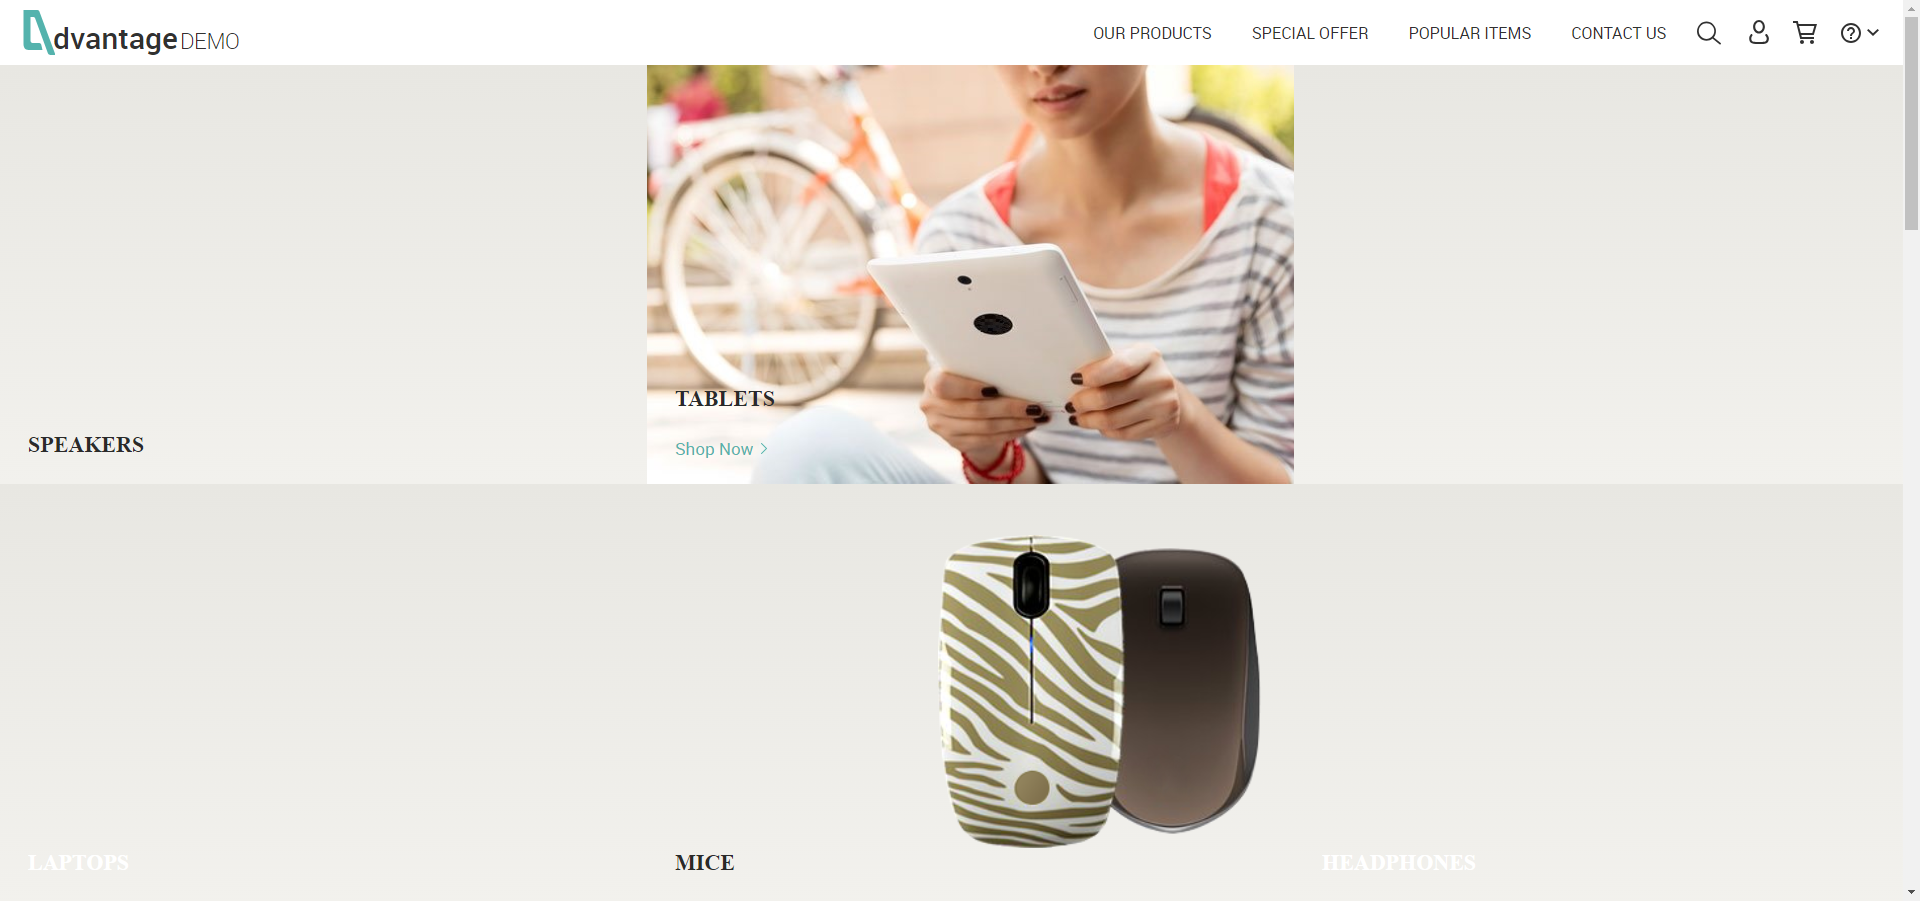 dvantage DEMO
OUR PRODUCTS
SPECIAL OFFER
POPULAR ITEMS
CONTACT US
TABLETS
SPEAKERS
Shop Now
LAPTOPS
MICE
HEADPHONES